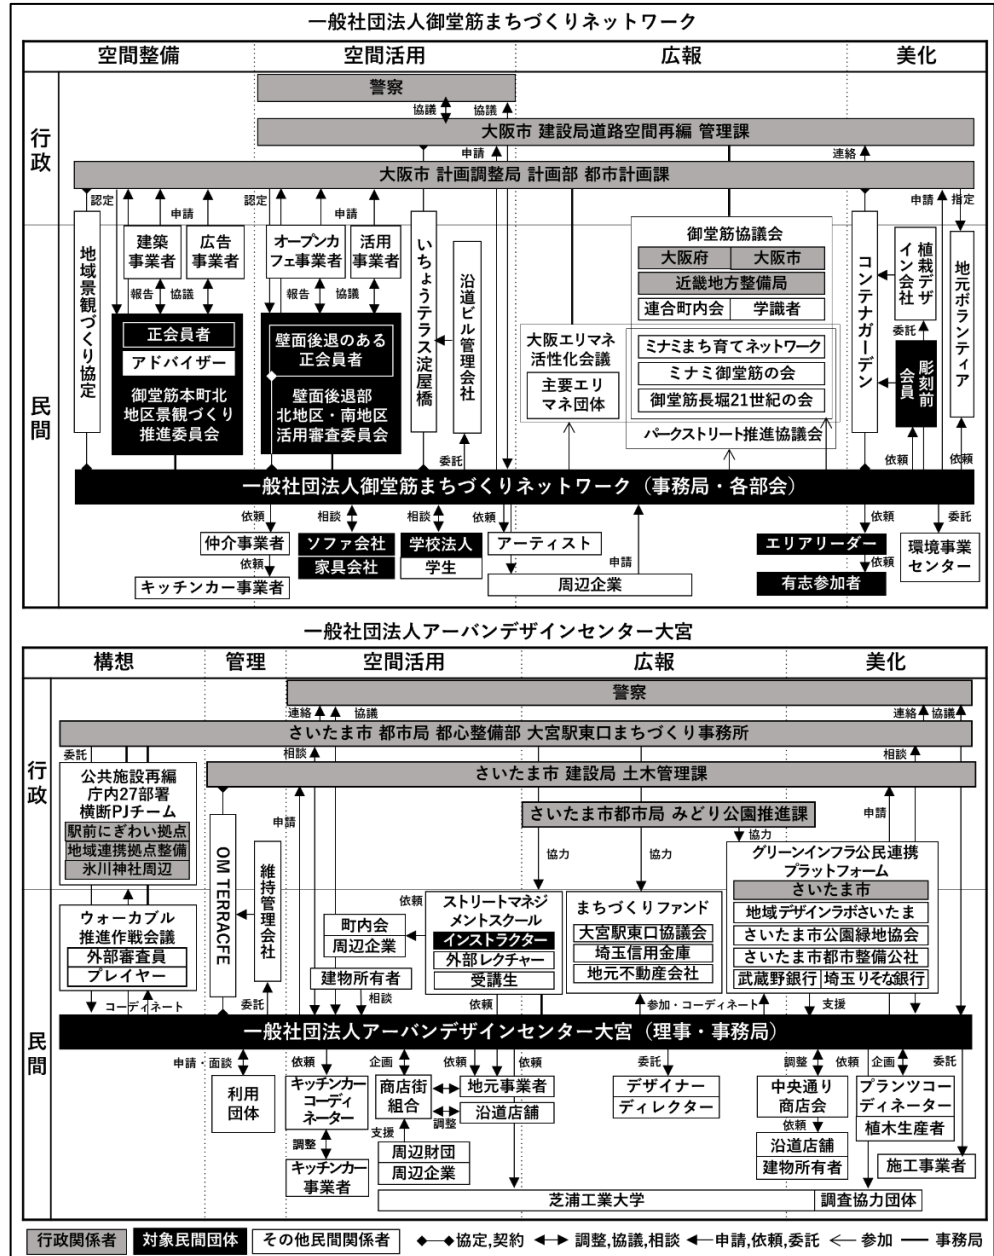 一般社団法人御堂筋まちづくりネットワーク
空間整備
空間活用
広報
美化
行政
警察
協議
協議
大阪市 建設局道路空間再編 管理課
申請
連絡
大阪市 計画調整局 計画部 都市計画課
認定
申請
認定
申請
申請
指定
民間
地域景観づくり協定
建築
事業者
広告
事業者
報告
協議
正会員者
アドバイザー
御堂筋本町北
地区景観づくり
推進委員会
オープンカ
フェ事業者
活用
事業者
報告
協議
壁面後退のある
正会員者
壁面後退部
北地区・南地区
活用審査委員会
いちょうテラス淀屋橋
沿道ビル管理会社
委託
大阪エリマネ
活性化会議
主要エリ
マネ団体
御堂筋協議会
大阪府
大阪市
近畿地方整備局
連合町内会
学識者
ミナミまち育てネットワーク
ミナミ御堂筋の会
御堂筋長堀21世紀の会
パークストリート推進協議会
コンテナガーデン
植栽デザ
イン会社
委託
彫刻前
会員
依頼
地元ボランティア
依頼
一般社団法人御堂筋まちづくりネットワーク（事務局・各部会）
依頼
仲介事業者
依頼
キッチンカー事業者
相談
ソファ会社
家具会社
相談
学校法人
学生
依頼
アーティスト
周辺企業
申請
依頼
エリアリーダー
依頼
有志参加者
委託
環境事業
センター
一般社団法人アーバンデザインセンター大宮
構想
管理
空間活用
広報
美化
行政
警察
連絡
協議
連絡
協議
さいたま市 都市局 都心整備部 大宮駅東口まちづくり事務所
委託
相談
相談
さいたま市 建設局 土木管理課
公共施設再編
庁内27部署
横断PJチーム
駅前にぎわい拠点
地域連携拠点整備
氷川神社周辺
申請
さいたま市都市局 みどり公園推進課
申請
協力
協力
協力
民間
ウォーカブル
推進作戦会議
外部審査員
プレイヤー
コーディネート
OM TERRACFE
維持管理会社
委託
町内会
周辺企業
依頼
建物所有者
相談
ストリートマネジ
メントスクール
インストラクター
外部レクチャー
受講生
依頼
まちづくりファンド
大宮駅東口協議会
埼玉信用金庫
地元不動産会社
参加・コーディネート
グリーンインフラ公民連携
プラットフォーム
さいたま市
地域デザインラボさいたま
さいたま市公園緑地協会
さいたま市都市整備公社
武蔵野銀行
埼玉りそな銀行
支援
一般社団法人アーバンデザインセンター大宮（理事・事務局）
申請・面談
利用
団体
依頼
キッチンカー
コーディ
ネーター
調整
キッチンカー
事業者
企画
商店街
組合
支援
周辺財団
周辺企業
依頼
依頼
地元事業者
沿道店舗
調整
委託
デザイナー
ディレクター
調整
中央通り
商店会
依頼
沿道店舗
建物所有者
依頼
企画
プランツコー
ディネーター
植木生産者
委託
施工事業者
芝浦工業大学
調査協力団体
行政関係者
対象民間団体
その他民間関係者
協定,契約
調整,協議,相談
申請,依頼,委託
参加
事務局